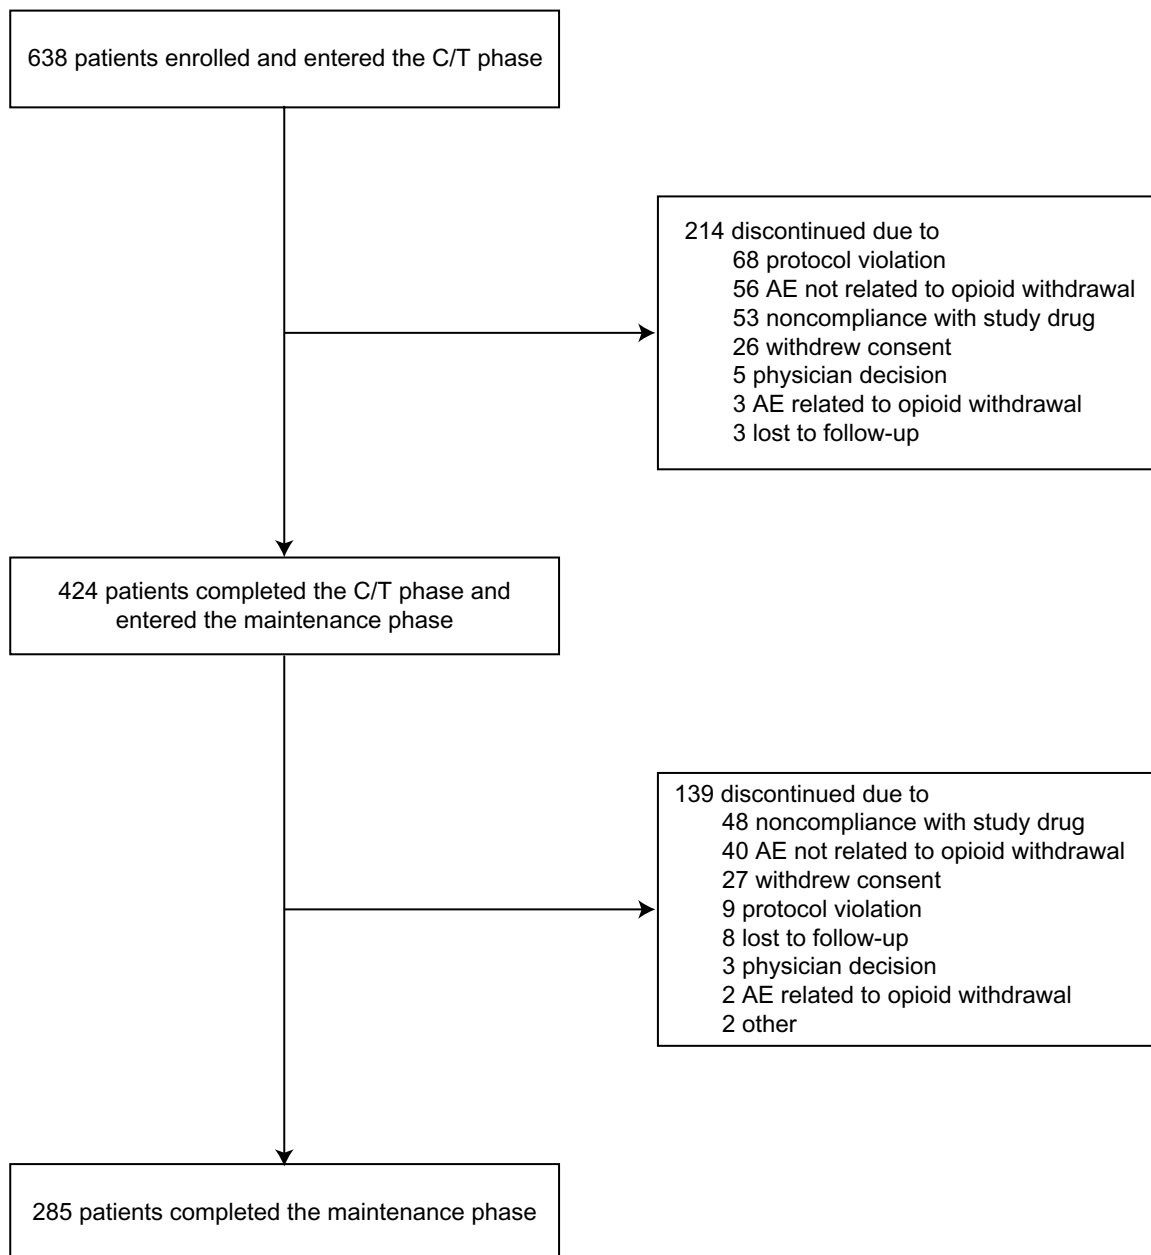 638 patients enrolled and entered the C/T phase
214 discontinued due to
68 protocol violation
56 AE not related to opioid withdrawal
53 noncompliance with study drug
26 withdrew consent
5 physician decision
3 AE related to opioid withdrawal
3 lost to follow-up
424 patients completed the C/T phase and
entered the maintenance phase
139 discontinued due to
48 noncompliance with study drug
40 AE not related to opioid withdrawal
27 withdrew consent
9 protocol violation
8 lost to follow-up
3 physician decision
2 AE related to opioid withdrawal
2 other
285 patients completed the maintenance phase